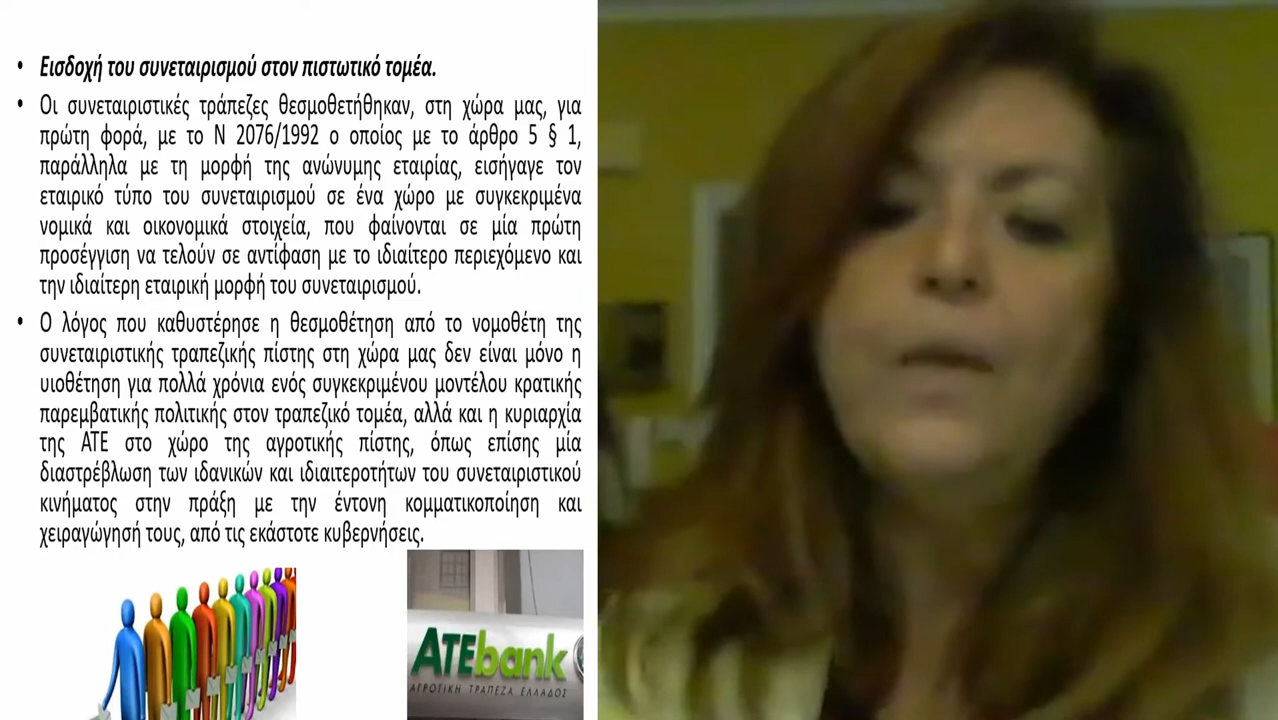 • Εισδοχή του συνεταιρισμού στον πιστωτικό τομέα.
• Οι συνεταιριστικές τράπεζες θεσμοθετήθηκαν, στη χώρα μας, για
πρώτη φορά, με το Ν 2076/1992 ο οποίος με το άρθρο 5 § 1,
παράλληλα με τη μορφή της ανώνυμης εταιρίας, εισήγαγε τον
εταιρικό τύπο του συνεταιρισμού σε ένα χώρο με συγκεκριμένα
νομικά και οικονομικά στοιχεία, που φαίνονται σε μία πρώτη
προσέγγιση να τελούν σε αντίφαση με το ιδιαίτερο περιεχόμενο και
την ιδιαίτερη εταιρική μορφή του συνεταιρισμού.
• Ο λόγος που καθυστέρησε η θεσμοθέτηση από το νομοθέτη της
συνεταιριστικής τραπεζικής πίστης στη χώρα μας δεν είναι μόνο η
υιοθέτηση για πολλά χρόνια ενός συγκεκριμένου μοντέλου κρατικής
παρεμβατικής πολιτικής στον τραπεζικό τομέα, αλλά και η κυριαρχία
της ΑΤΕ στο χώρο της αγροτικής πίστης, όπως επίσης μία
διαστρέβλωση των ιδανικών και ιδιαιτεροτήτων του συνεταιριστικού
κινήματος στην πράξη με την έντονη κομματικοποίηση και
χειραγώγησή τους, από τις εκάστοτε κυβερνήσεις.
ATEbank
ΑΓΡΟΤΙΚΗ ΤΡΑΠΕΖΑ ΕΛΛΑΔΟΣ